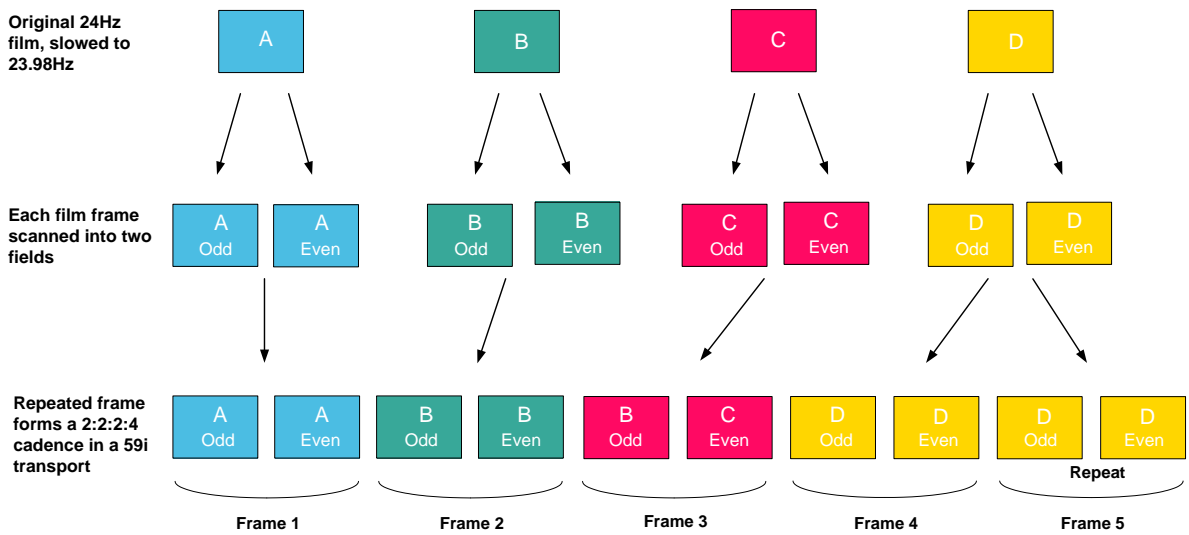 Original 24Hz
film, slowed to
23.98Hz
A
B
C
D
Each film frame
scanned into two
fields
A
Odd
A
Even
B
Odd
B
Even
C
Odd
C
Even
D
Odd
D
Even
Repeated frame
forms a 2:2:2:4
cadence in a 59i
transport
A
Odd
A
Even
B
Odd
B
Even
B
Odd
C
Even
D
Odd
D
Even
D
Odd
D
Even
Repeat
Frame 1
Frame 2
Frame 3
Frame 4
Frame 5